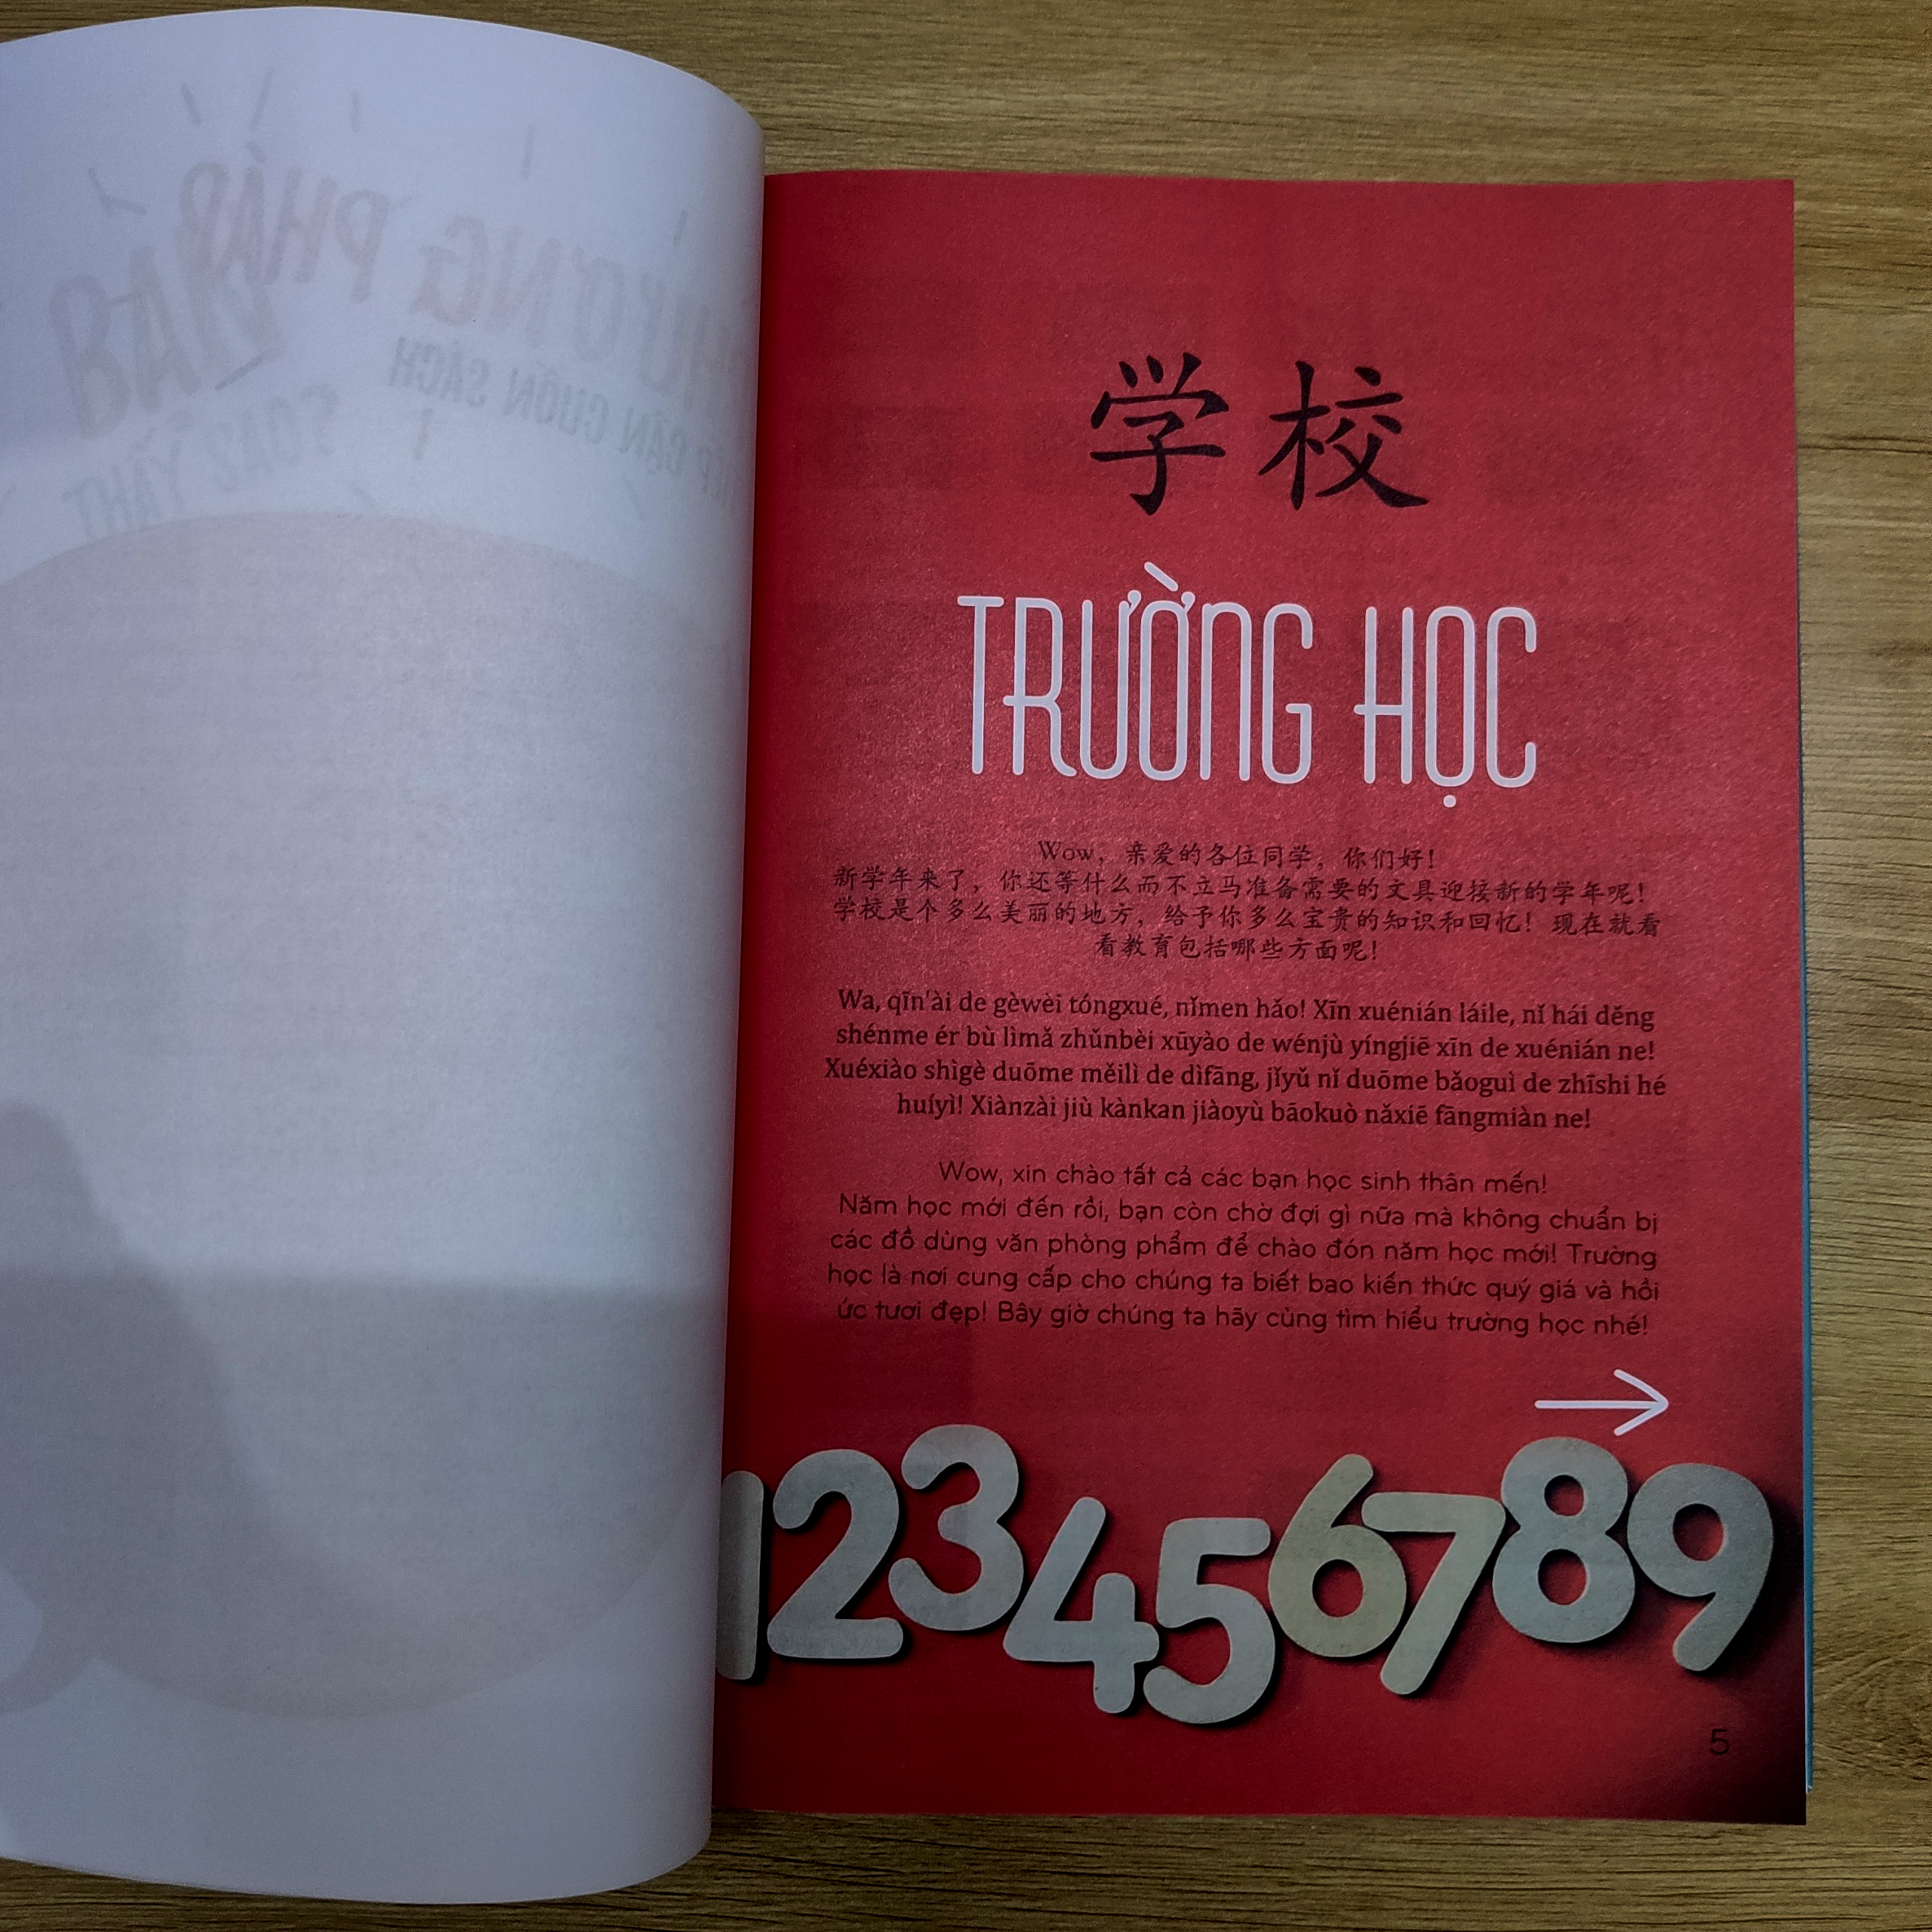 PHƯƠNG PHÁP
CẬN CUỐN SÁCH
BẠN
THẤY SAO?
学校
TRƯỜNG HỌC
Wow, 亲爱的各位同学, 你们好!
新学年来了, 你还等什么而不立马准备需要的文具迎接新的学年呢!
学校是个多么美丽的地方, 给予你多么宝贵的知识和回忆! 现在就看
看教育包括哪些方面呢!
Wa, qīn'ài de gèwèi tóngxué, nǐmen hǎo! Xīn xuénián láile, nǐ hái děng
shénme ér bù lìmǎ zhǔnbèi xūyào de wénjù yíngjiē xīn de xuénián ne!
Xuéxiào shìgè duōme měilì de dìfāng, jǐyǔ nǐ duōme bǎoguì de zhīshi hé
huíyì! Xiànzài jiù kànkan jiàoyù bāokuò nǎxiē fāngmiàn ne!
Wow, xin chào tất cả các bạn học sinh thân mến!
Năm học mới đến rồi, bạn còn chờ đợi gì nữa mà không chuẩn bị
các đồ dùng văn phòng phẩm để chào đón năm học mới! Trường
học là nơi cung cấp cho chúng ta biết bao kiến thức quý giá và hồi
ức tươi đẹp! Bây giờ chúng ta hãy cùng tìm hiểu trường học nhé!
123456789
5